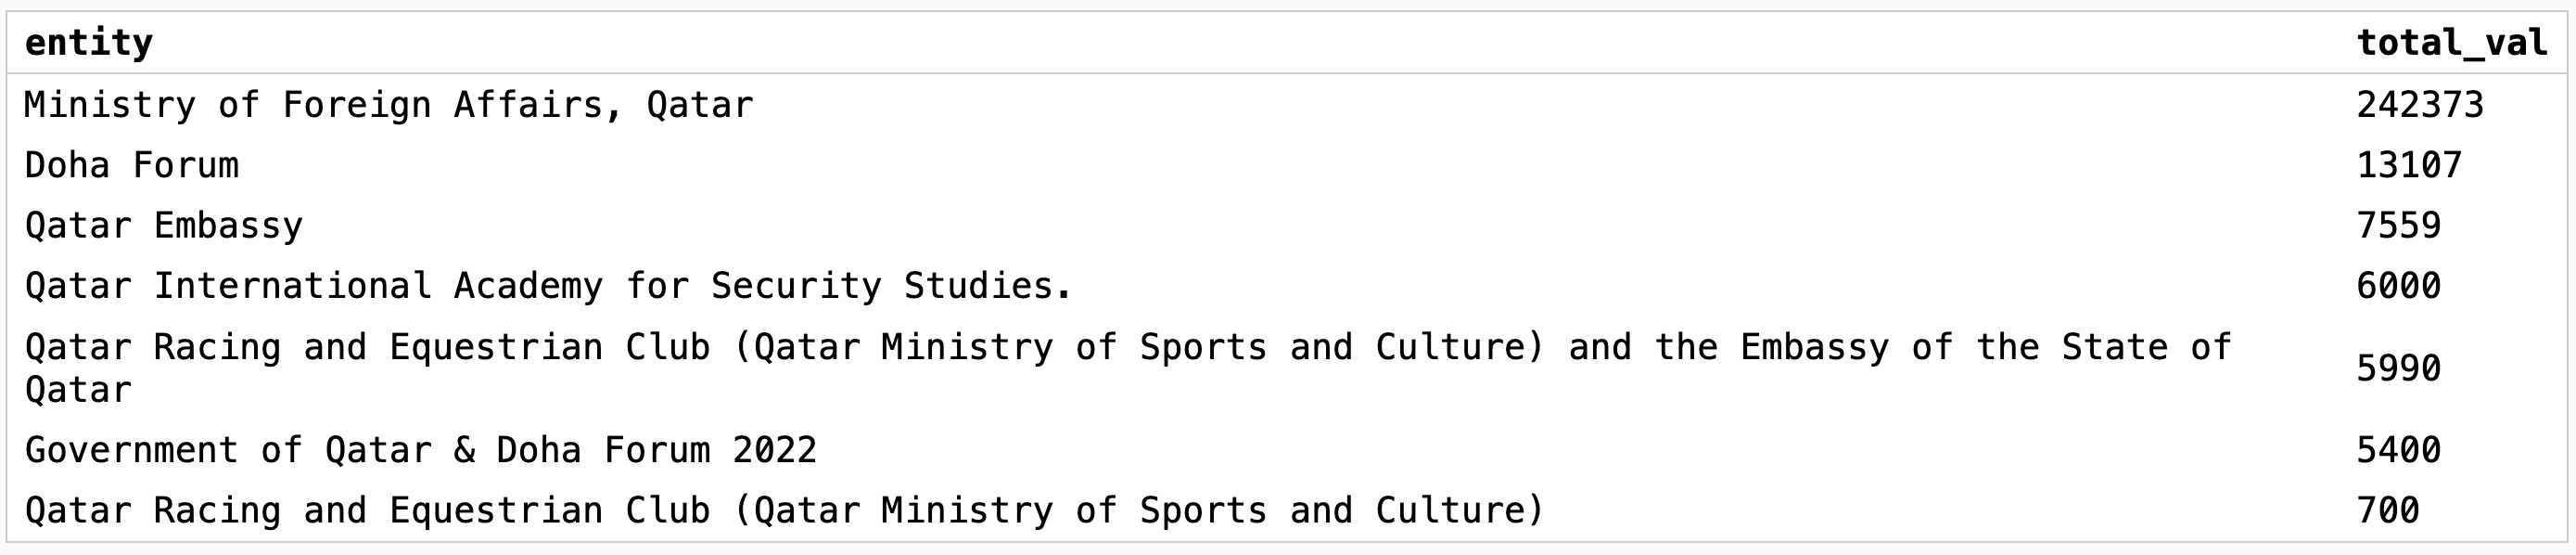 entity total_val
Ministry of Foreign Affairs, Qatar 242373
Doha Forum 13107
Qatar Embassy 7559
Qatar International Academy for Security Studies. 6000
Qatar Racing and Equestrian Club (Qatar Ministry of Sports and Culture) and the Embassy of the State of
Qatar 5990
Government of Qatar & Doha Forum 2022 5400
Qatar Racing and Equestrian Club (Qatar Ministry of Sports and Culture) 700